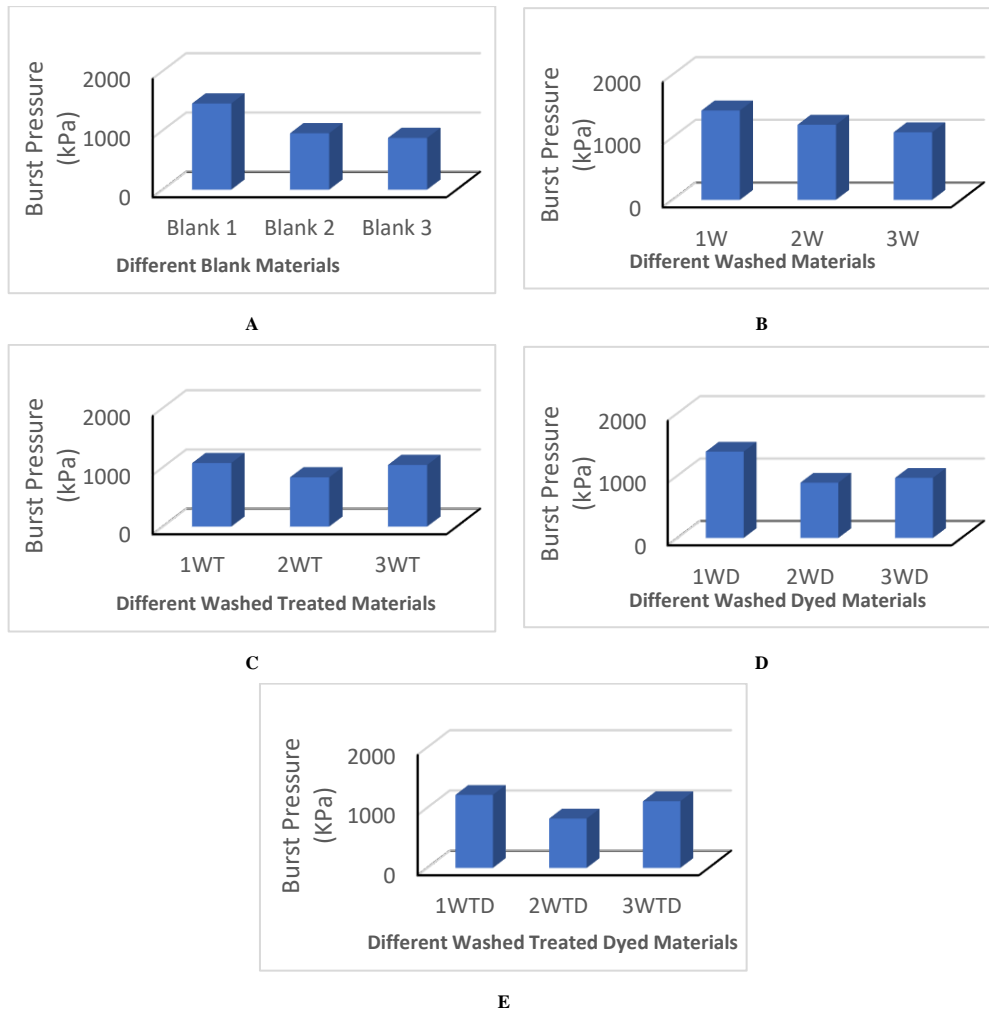 Burst Pressure
(kPa)
2000
1000
0
Blank 1 Blank 2 Blank 3
Different Blank Materials
A
Burst Pressure
(kPa)
2000
1000
0
1W 2W 3W
Different Washed Materials
B
Burst Pressure
(kPa)
2000
1000
0
1WT 2WT 3WT
Different Washed Treated Materials
C
Burst Pressure
(kPa)
2000
1000
0
1WD 2WD 3WD
Different Washed Dyed Materials
D
Burst Pressure
(KPa)
2000
1000
0
1WTD 2WTD 3WTD
Different Washed Treated Dyed Materials
E